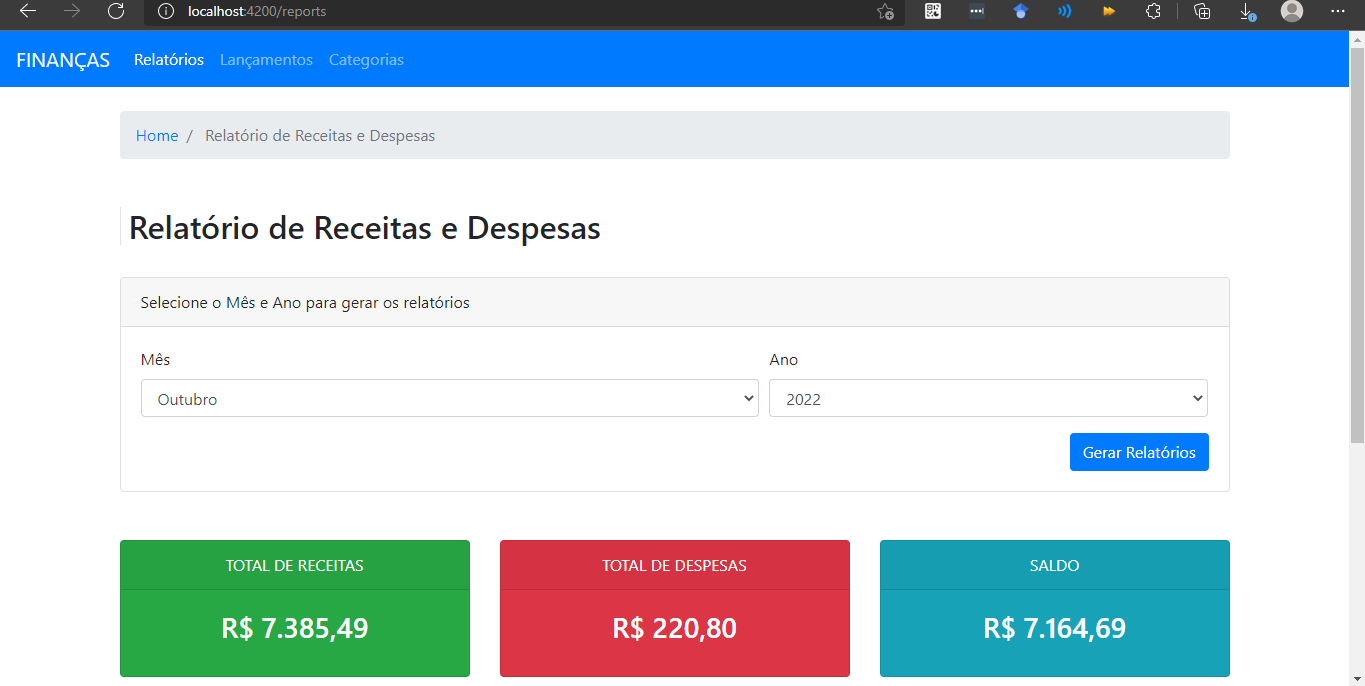 localhost:4200/reports
FINANÇAS Relatórios Lançamentos Categorias
Home / Relatório de Receitas e Despesas
Relatório de Receitas e Despesas
Selecione o Mês e Ano para gerar os relatórios
Mês Ano
Outubro 2022
Gerar Relatórios
TOTAL DE RECEITAS TOTAL DE DESPESAS SALDO
R$ 7.385,49 R$ 220,80 R$ 7.164,69